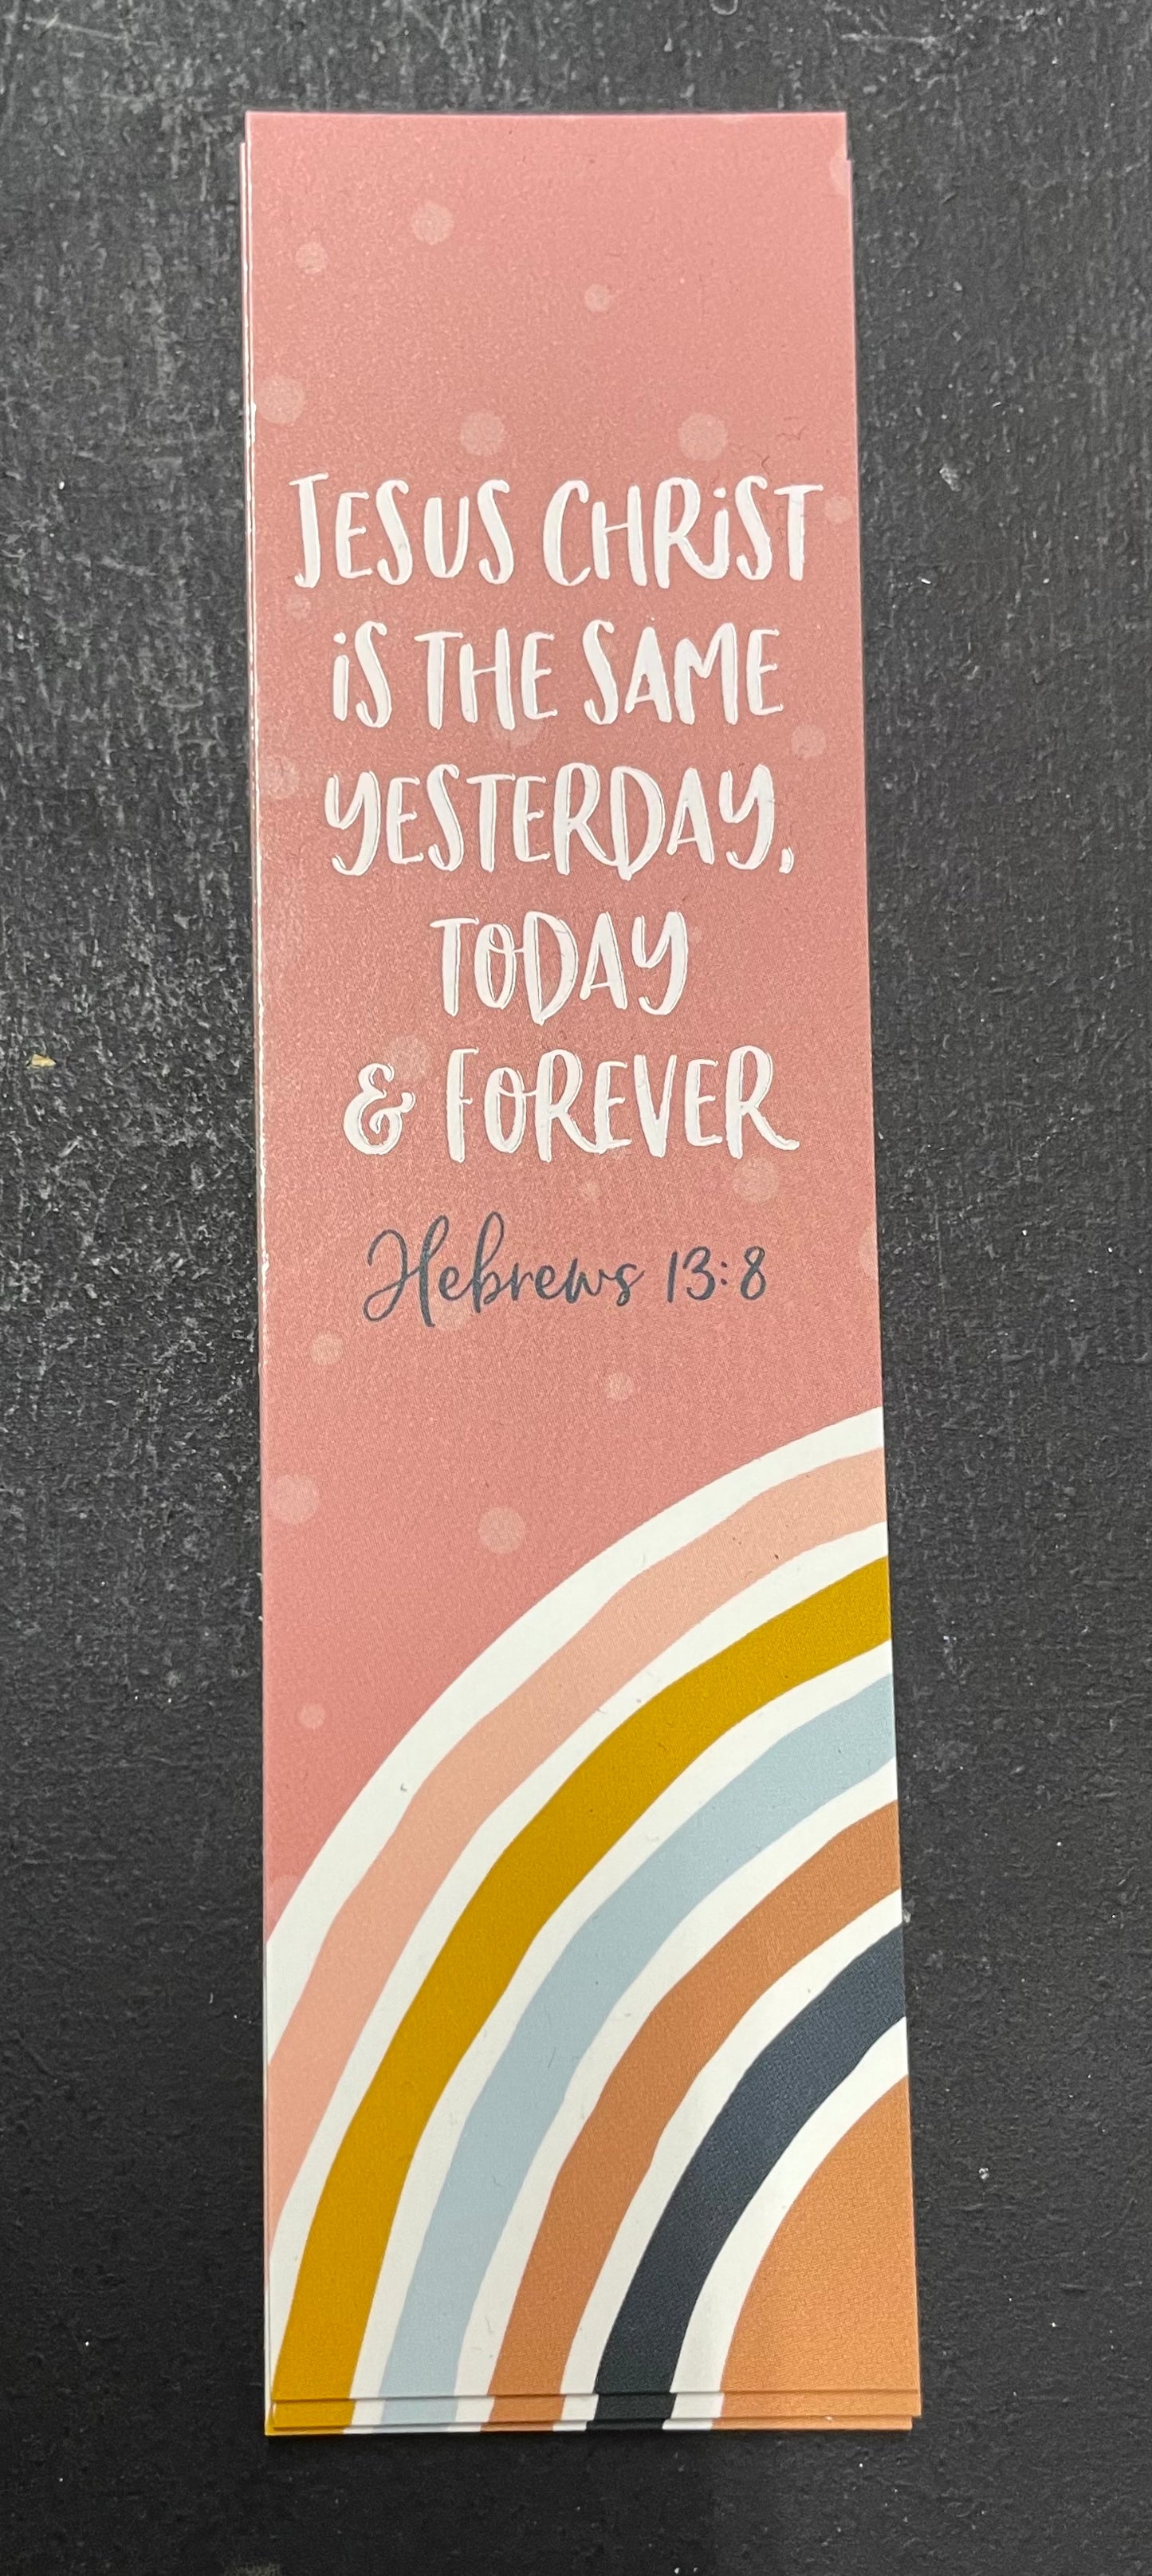 JESUS CHRiST
iS THE SAME
YESTERDAY,
TODAY
& FOREVER
Hebrews 13:8